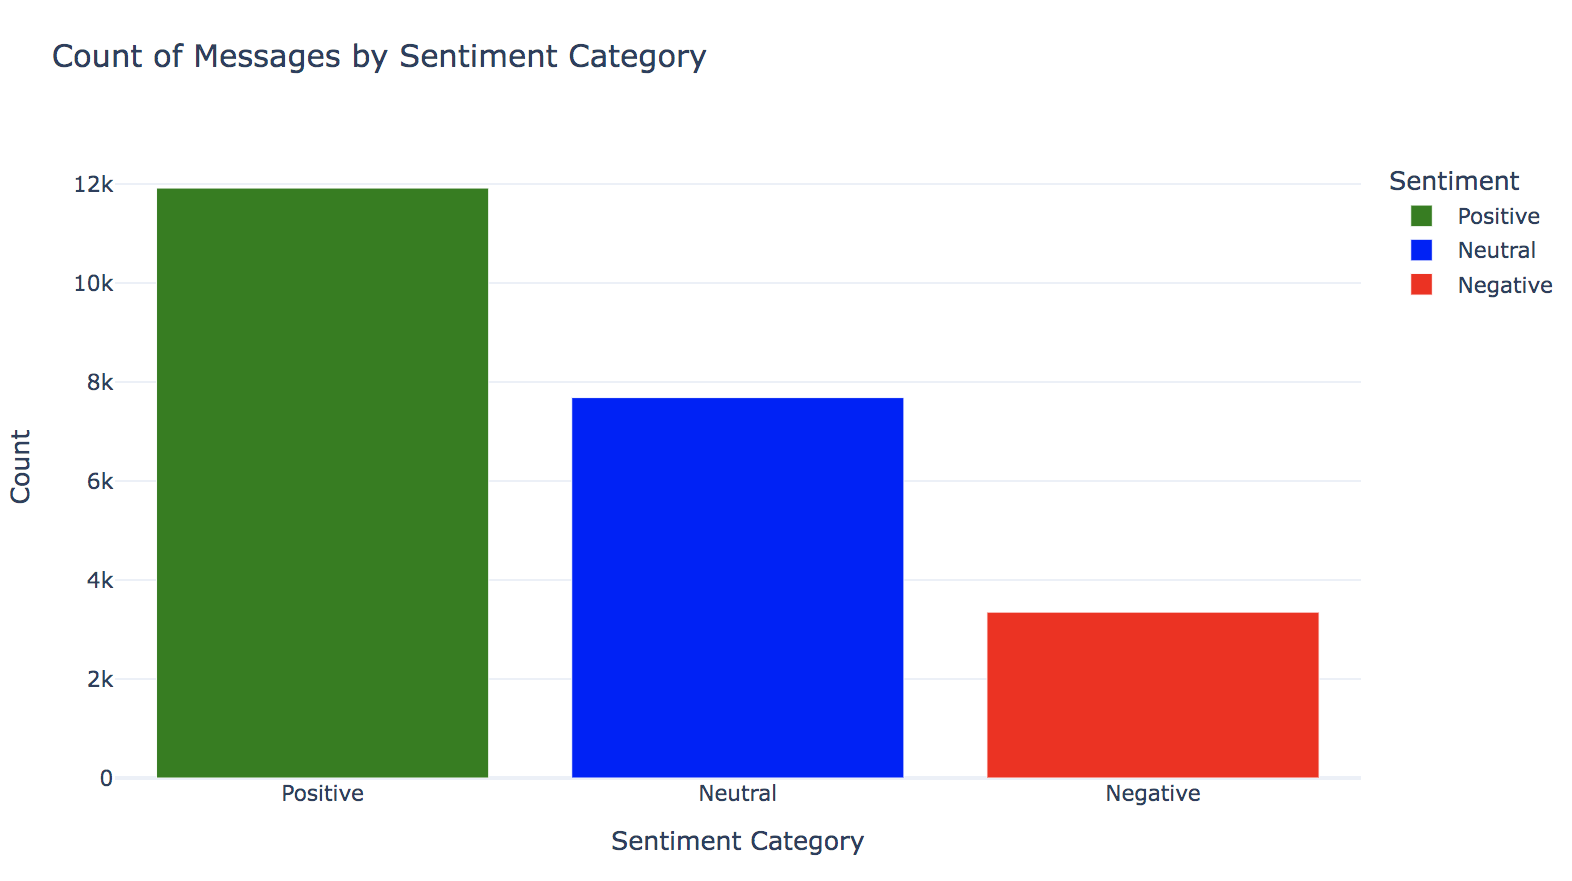 Count of Messages by Sentiment Category
12k
10k
8k
6k
4k
2k
0
Count
Positive
Neutral
Negative
Sentiment Category
Sentiment
Positive
Neutral
Negative